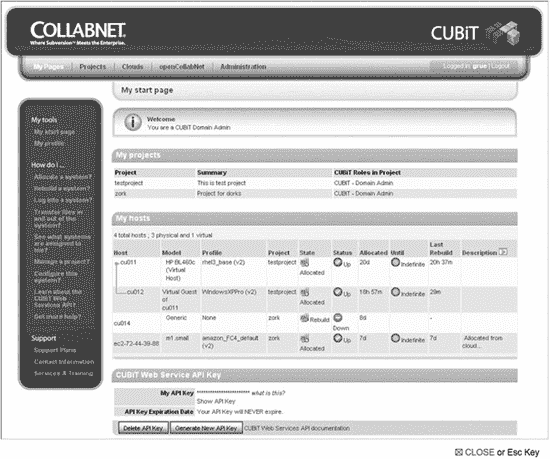 COLLABNET
Where Subversion™ Meets the Enterprise.
CUBiT
My Pages Projects Clouds openCollabNet Administration
Logged in: grue | Logout
My start page
My tools
My start page
My profile
How do I ...
Allocate a system?
Rebuild a system?
Log into a system?
Transfer files in and out of the system?
See what systems are assigned to me?
Manage a project?
Configure this system?
Learn about the CUBiT Web Services API?
Get more help?
Support
Support Plans
Contact Information
Services & Training
Welcome
You are a CUBiT Domain Admin
My projects
Project Summary CUBiT Roles in Project
testproject This is test project CUBIT - Domain Admin
zork Project for dorks CUBIT - Domain Admin
My hosts
4 total hosts ; 3 physical and 1 virtual
Host Model Profile Project State Status Allocated Until Last Rebuild Description
cu011 HP BL460c (Virtual Host) rhel3_base (v2) testproject Allocated Up 20d Indefinite 20h 37m
cu012 Virtual Guest of cu011 WindowsXPPro (v2) testproject Allocated Up 18h 57m Indefinite 29m
cu014 Generic None Rebuild Down 8d -
ec2-72-44-39-86 m1.small amazon_FC4_default (v2) Allocated Up 7d Indefinite 7d Allocated from cloud...
CUBiT Web Service API Key
My API Key ************************ what is this?
Show API Key
API Key Expiration Date Your API Key will NEVER expire.
Delete API Key Generate New API Key CUBiT Web Services API documentation
CLOSE or Esc Key